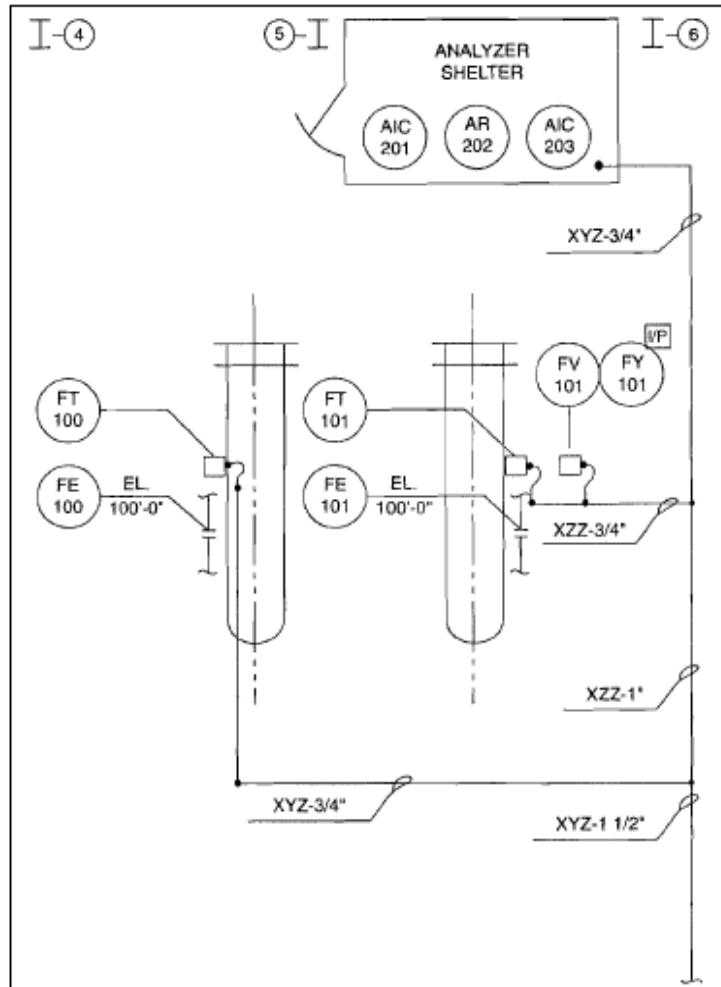 4
5
6
ANALYZER
SHELTER
AIC
201
AR
202
AIC
203
XYZ-3/4"
I/P
FV
101
FY
101
FT
100
FT
101
FE
100
EL.
100'-0"
FE
101
EL.
100'-0"
XZZ-3/4"
XZZ-1"
XYZ-3/4"
XYZ-1 1/2"